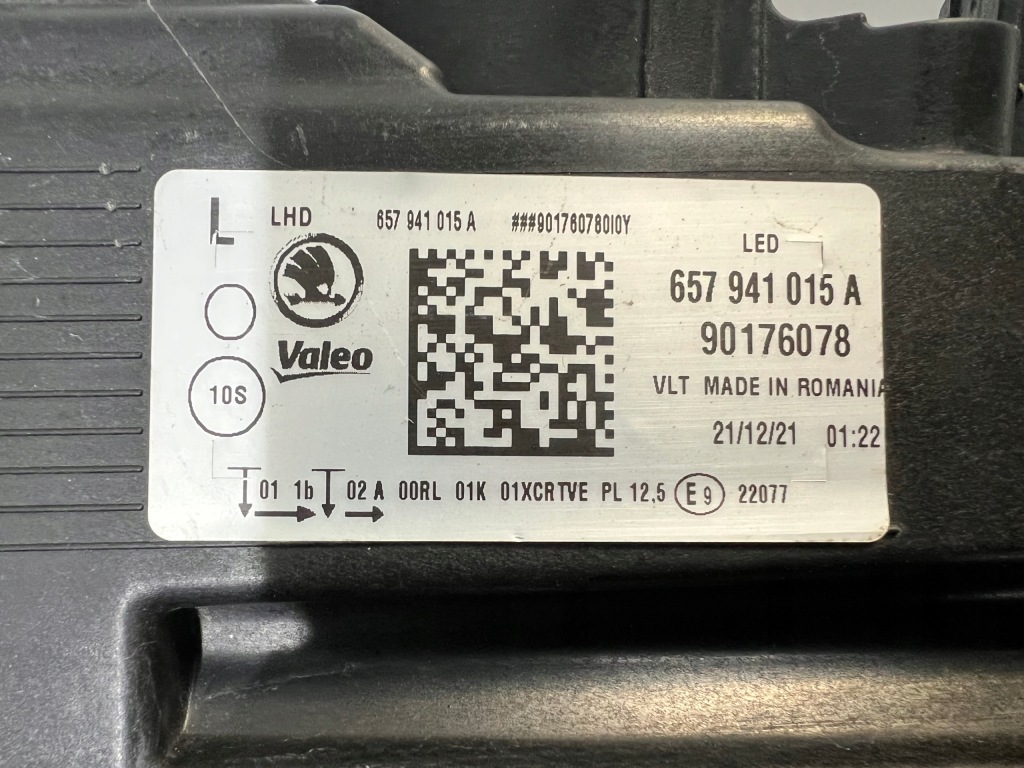 L LHD 657 941 015 A ###901760780I0Y
LED
657 941 015 A
90176078
Valeo
VLT MADE IN ROMANIA
10S
21/12/21 01:22
01 1b 02 A 00RL 01K 01XCRTVE PL 12,5 E9 22077